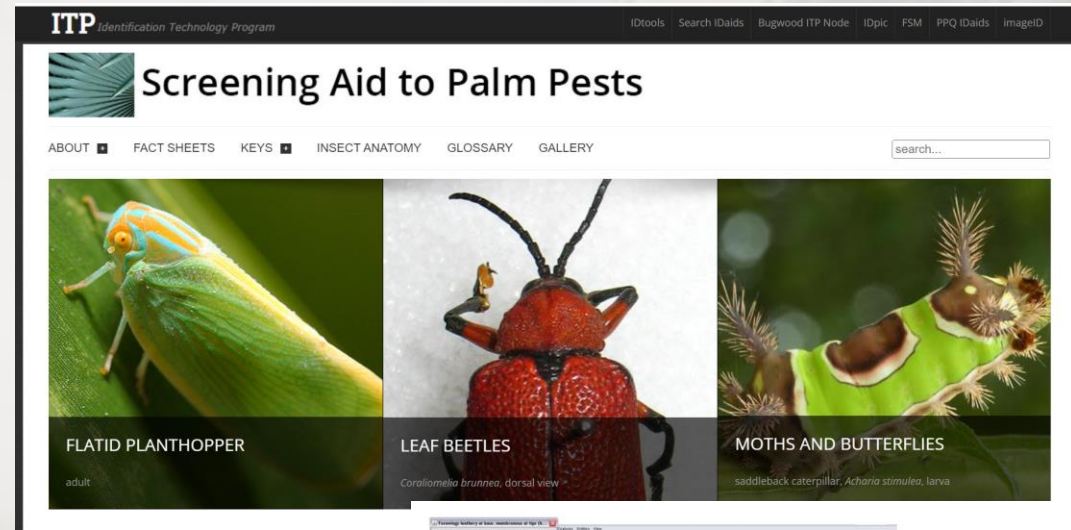 ITP Identification Technology Program
IDtools Search IDaids Bugwood ITP Node IDpic FSM PPQ IDaids imageID
Screening Aid to Palm Pests
ABOUT + FACT SHEETS KEYS + INSECT ANATOMY GLOSSARY GALLERY
search...
FLATID PLANTHOPPER
adult
LEAF BEETLES
Coraliomela brunnea, dorsal view
MOTHS AND BUTTERFLIES
saddleback caterpillar, Acharia stimulea, larva